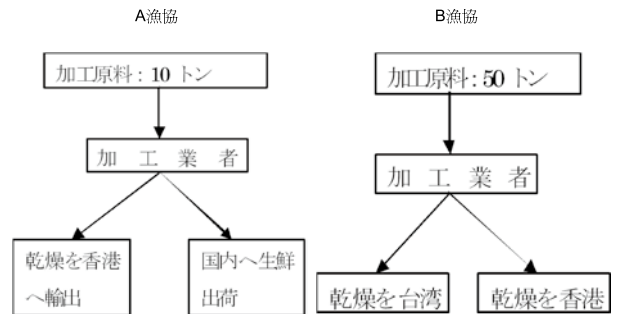 A漁協
B漁協
加工原料：10 トン
加工原料：50 トン
加工業者
加工業者
乾燥を香港
へ輸出
国内へ生鮮
出荷
乾燥を台湾
乾燥を香港